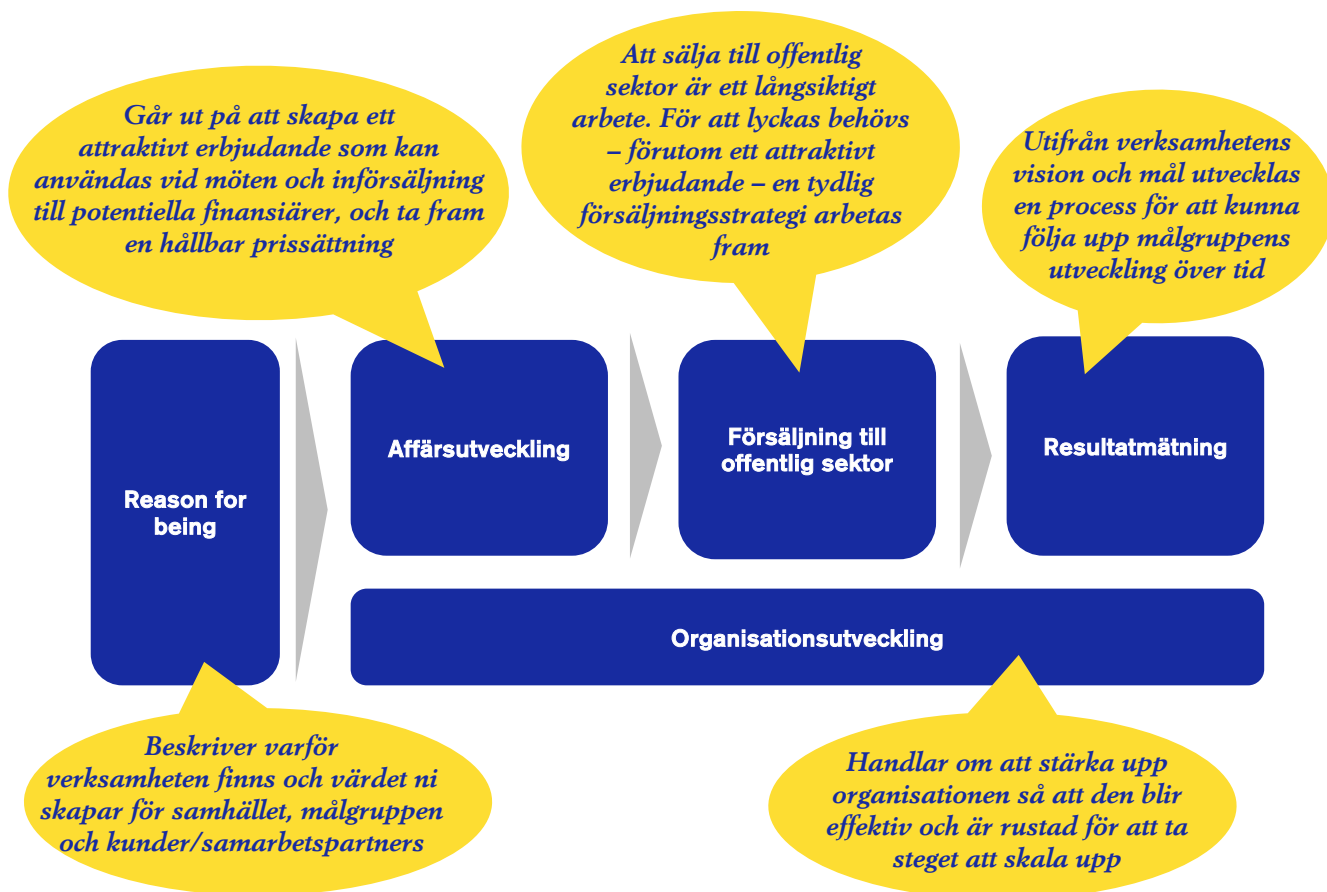 Går ut på att skapa ett
attraktivt erbjudande som kan
användas vid möten och införsäljning
till potentiella finansiärer, och ta fram
en hållbar prissättning
Att sälja till offentlig
sektor är ett långsiktigt
arbete. För att lyckas behövs
– förutom ett attraktivt
erbjudande – en tydlig
försäljningsstrategi arbetas
fram
Utifrån verksamhetens
vision och mål utvecklas
en process för att kunna
följa upp målgruppens
utveckling över tid
Reason for
being
Affärsutveckling
Försäljning till
offentlig sektor
Resultatmätning
Organisationsutveckling
Beskriver varför
verksamheten finns och värdet ni
skapar för samhället, målgruppen
och kunder/samarbetspartners
Handlar om att stärka upp
organisationen så att den blir
effektiv och är rustad för att ta
steget att skala upp